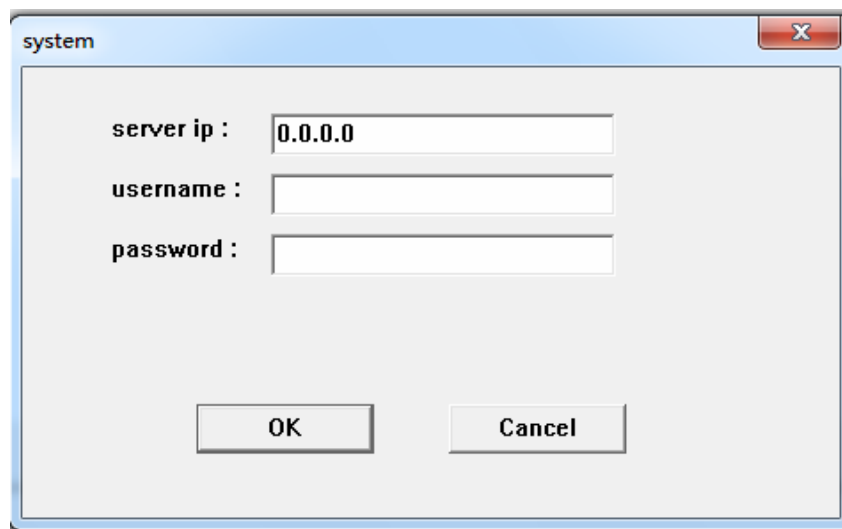 system
server ip : 0.0.0.0
username :
password :
OK Cancel